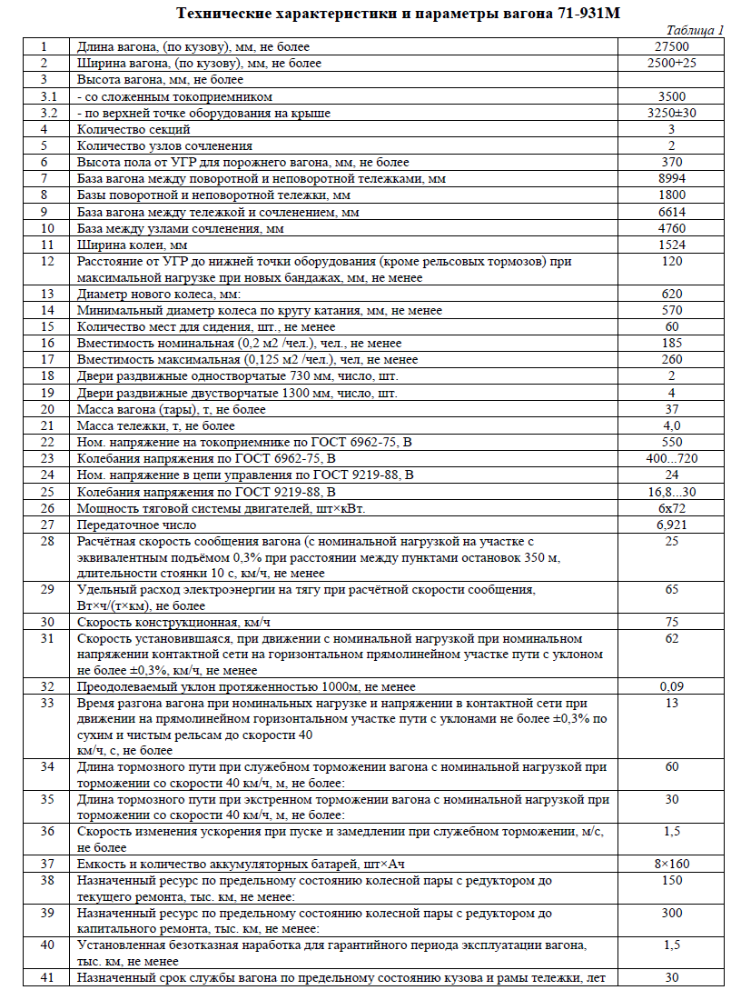 Технические характеристики и параметры вагона 71-931М
Таблица 1
1 Длина вагона, (по кузову), мм, не более 27500
2 Ширина вагона, (по кузову), мм, не более 2500+25
3 Высота вагона, мм, не более
3.1 - со сложенным токоприемником 3500
3.2 - по верхней точке оборудования на крыше 3250±30
4 Количество секций 3
5 Количество узлов сочленения 2
6 Высота пола от УГР для порожнего вагона, мм, не более 370
7 База вагона между поворотной и неповоротной тележками, мм 8994
8 Базы поворотной и неповоротной тележки, мм 1800
9 База вагона между тележкой и сочленением, мм 6614
10 База между узлами сочленения, мм 4760
11 Ширина колеи, мм 1524
12 Расстояние от УГР до нижней точки оборудования (кроме рельсовых тормозов) при 120
максимальной нагрузке при новых бандажах, мм, не менее
13 Диаметр нового колеса, мм: 620
14 Минимальный диаметр колеса по кругу катания, мм, не менее 570
15 Количество мест для сидения, шт., не менее 60
16 Вместимость номинальная (0,2 м2 /чел.), чел., не менее 185
17 Вместимость максимальная (0,125 м2 /чел.), чел, не менее 260
18 Двери раздвижные одностворчатые 730 мм, число, шт. 2
19 Двери раздвижные двустворчатые 1300 мм, число, шт. 4
20 Масса вагона (тары), т, не более 37
21 Масса тележки, т, не более 4,0
22 Ном. напряжение на токоприемнике по ГОСТ 6962-75, В 550
23 Колебания напряжения по ГОСТ 6962-75, В 400...720
24 Ном. напряжение в цепи управления по ГОСТ 9219-88, В 24
25 Колебания напряжения по ГОСТ 9219-88, В 16,8...30
26 Мощность тяговой системы двигателей, шт×кВт. 6х72
27 Передаточное число 6,921
28 Расчётная скорость сообщения вагона (с номинальной нагрузкой на участке с 25
эквивалентным подъёмом 0,3% при расстоянии между пунктами остановок 350 м,
длительности стоянки 10 с, км/ч, не менее
29 Удельный расход электроэнергии на тягу при расчётной скорости сообщения, 65
Вт×ч/(т×км), не более
30 Скорость конструкционная, км/ч 75
31 Скорость установившаяся, при движении с номинальной нагрузкой при номинальном 62
напряжении контактной сети на горизонтальном прямолинейном участке пути с уклоном
не более ±0,3%, км/ч, не менее
32 Преодолеваемый уклон протяженностью 1000м, не менее 0,09
33 Время разгона вагона при номинальных нагрузке и напряжении в контактной сети при 13
движении на прямолинейном горизонтальном участке пути с уклонами не более ±0,3% по
сухим и чистым рельсам до скорости 40
км/ч, с, не более
34 Длина тормозного пути при служебном торможении вагона с номинальной нагрузкой при 60
торможении со скорости 40 км/ч, м, не более:
35 Длина тормозного пути при экстренном торможении вагона с номинальной нагрузкой при 30
торможении со скорости 40 км/ч, м, не более:
36 Скорость изменения ускорения при пуске и замедлении при служебном торможении, м/с, 1,5
не более
37 Емкость и количество аккумуляторных батарей, шт×Ач 8×160
38 Назначенный ресурс по предельному состоянию колесной пары с редуктором до 150
текущего ремонта, тыс. км, не менее:
39 Назначенный ресурс по предельному состоянию колесной пары с редуктором до 300
капитального ремонта, тыс. км, не менее:
40 Установленная безотказная наработка для гарантийного периода эксплуатации вагона, 1,5
тыс. км, не менее
41 Назначенный срок службы вагона по предельному состоянию кузова и рамы тележки, лет 30